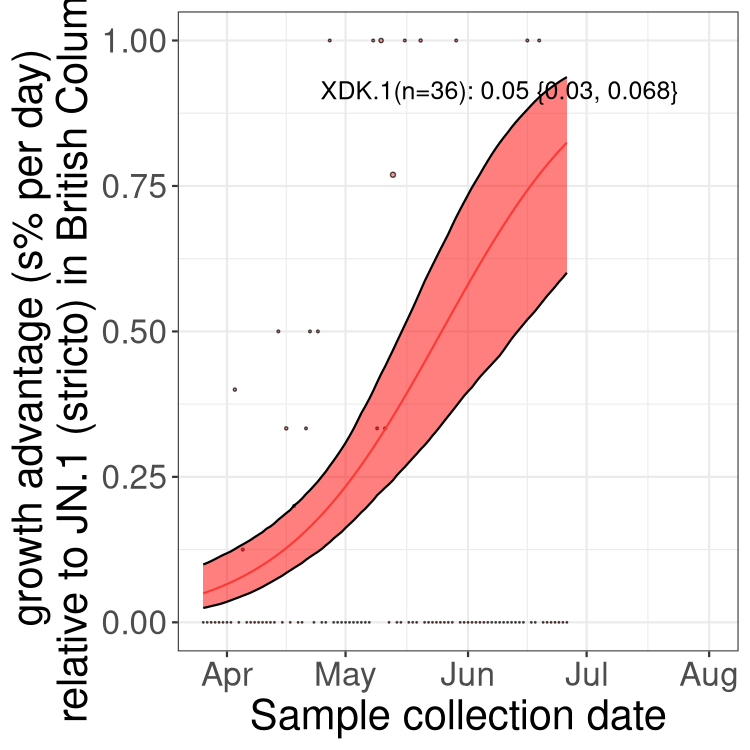 growth advantage (s% per day)
relative to JN.1 (stricto) in British Colum
1.00
0.75
0.50
0.25
0.00
XDK.1(n=36): 0.05 {0.03, 0.068}
Apr May Jun Jul Aug
Sample collection date